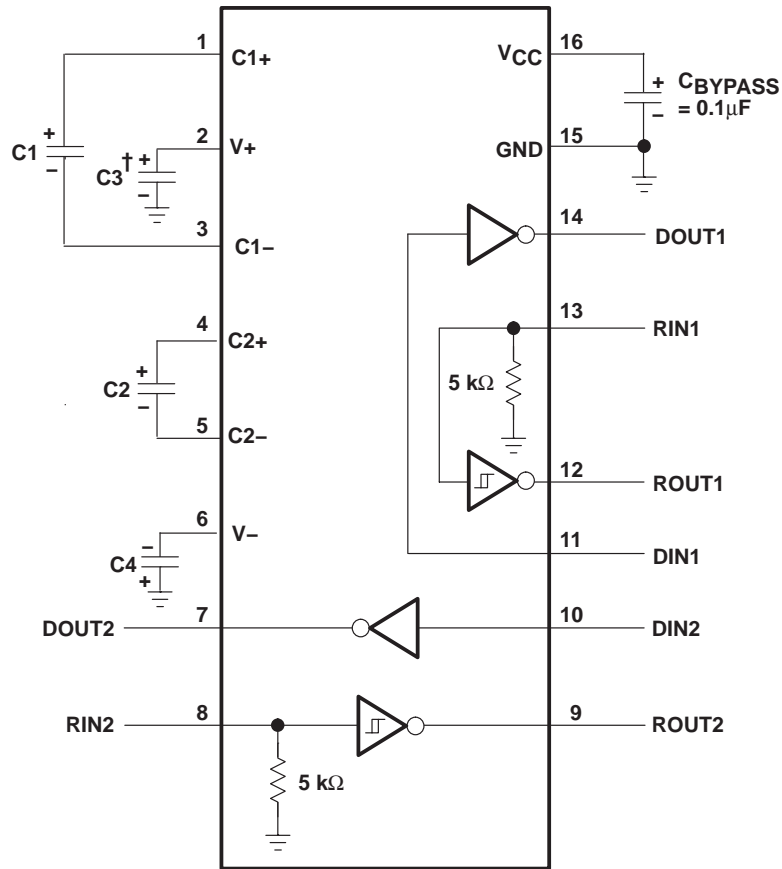 1
C1+
VCC
16
+
CBYPASS
= 0.1µF
−
2
V+
+
C1
−
C3†
+
−
GND
15
3
C1−
14
DOUT1
4
C2+
13
RIN1
+
C2
−
5 kΩ
5
C2−
12
ROUT1
6
V−
−
C4
+
11
DIN1
DOUT2
7
10
DIN2
RIN2
8
9
ROUT2
5 kΩ